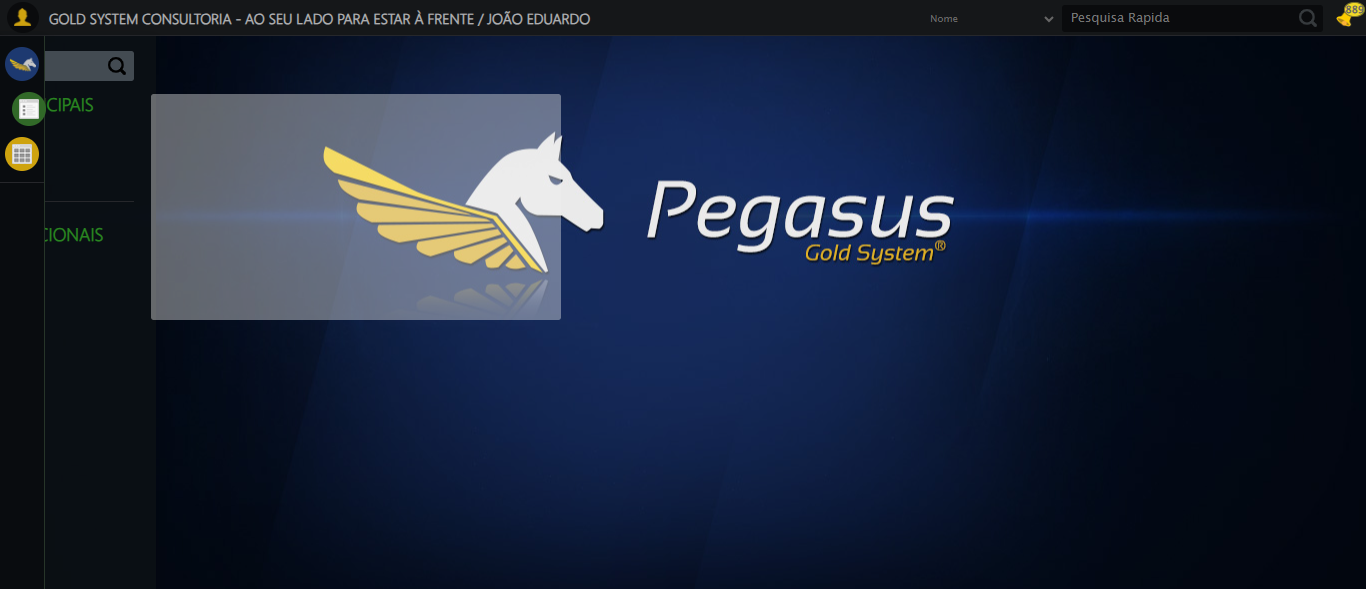 GOLD SYSTEM CONSULTORIA - AO SEU LADO PARA ESTAR À FRENTE / JOÃO EDUARDO
Nome
Pesquisa Rapida
889
CIPAIS
CIONAIS
Pegasus
Gold System®